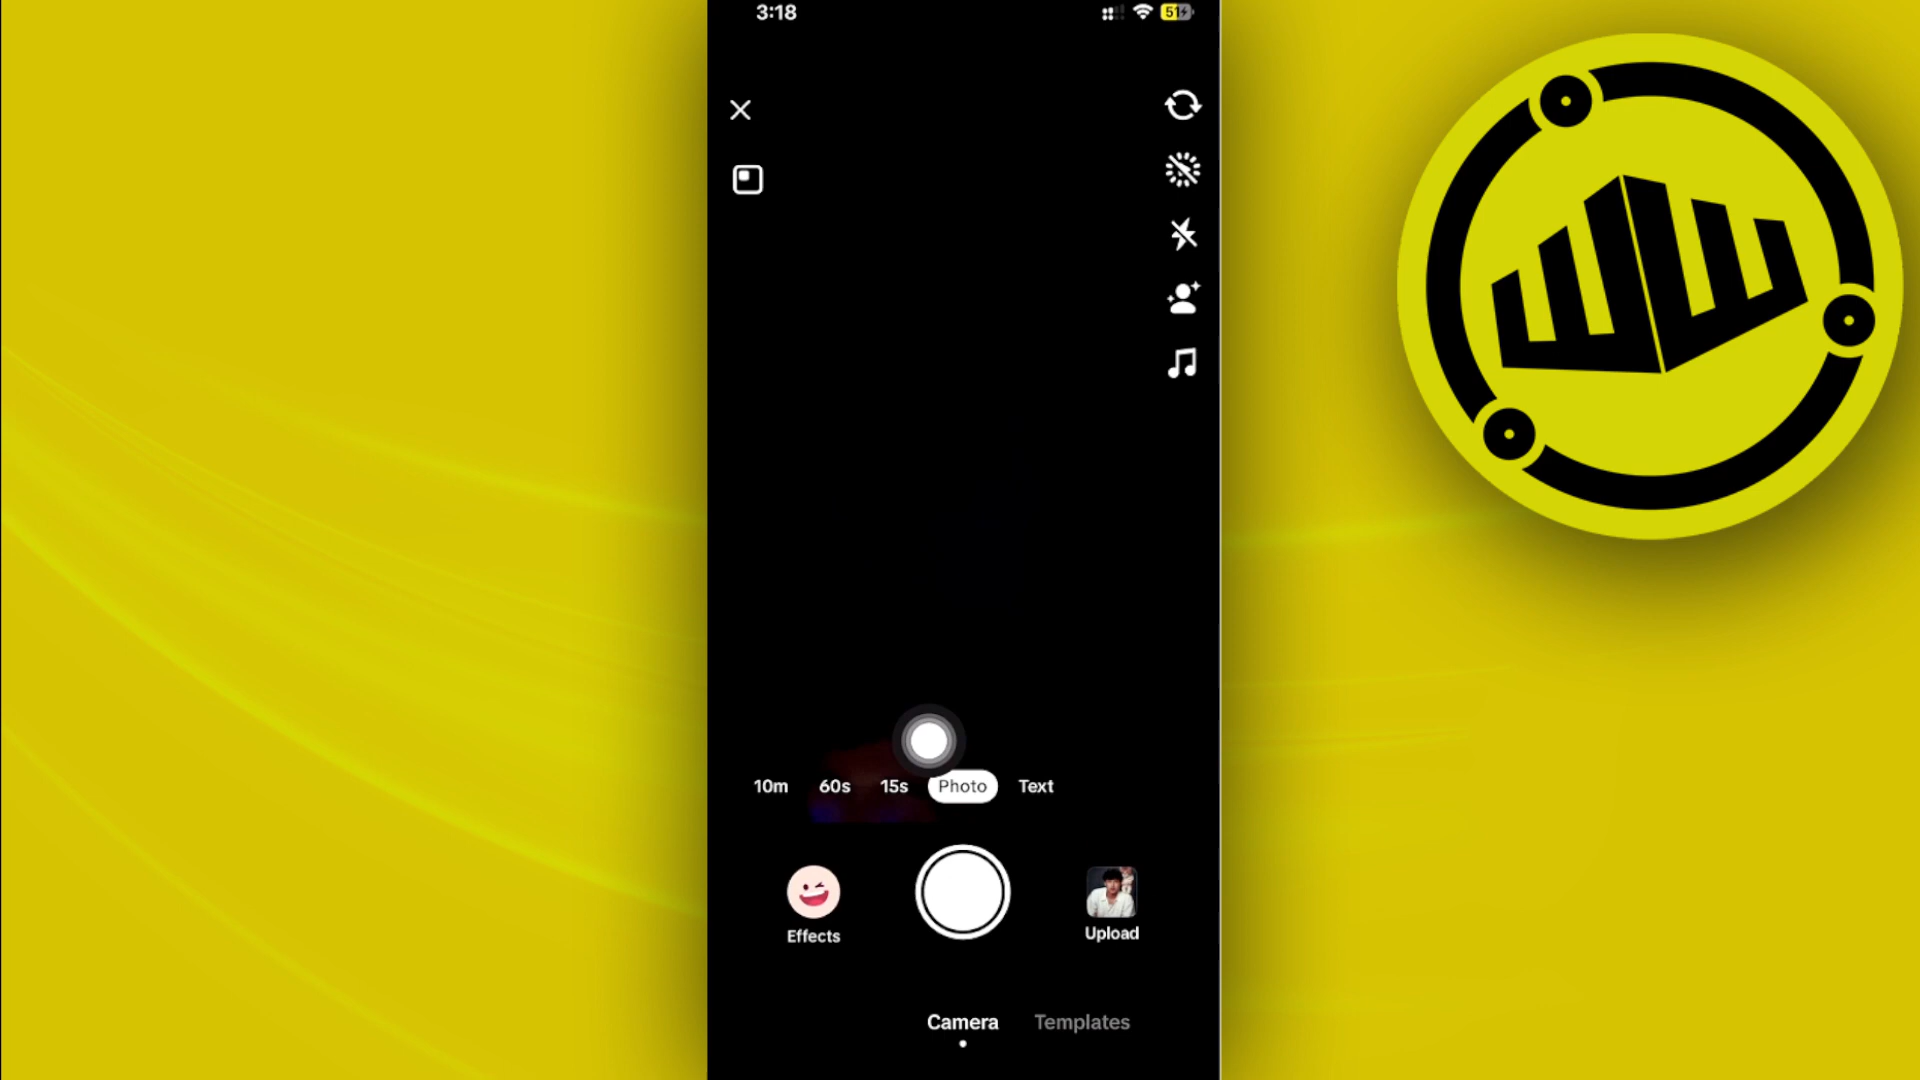 3:18
51
10m 60s 15s Photo Text
Effects
Upload
Camera Templates